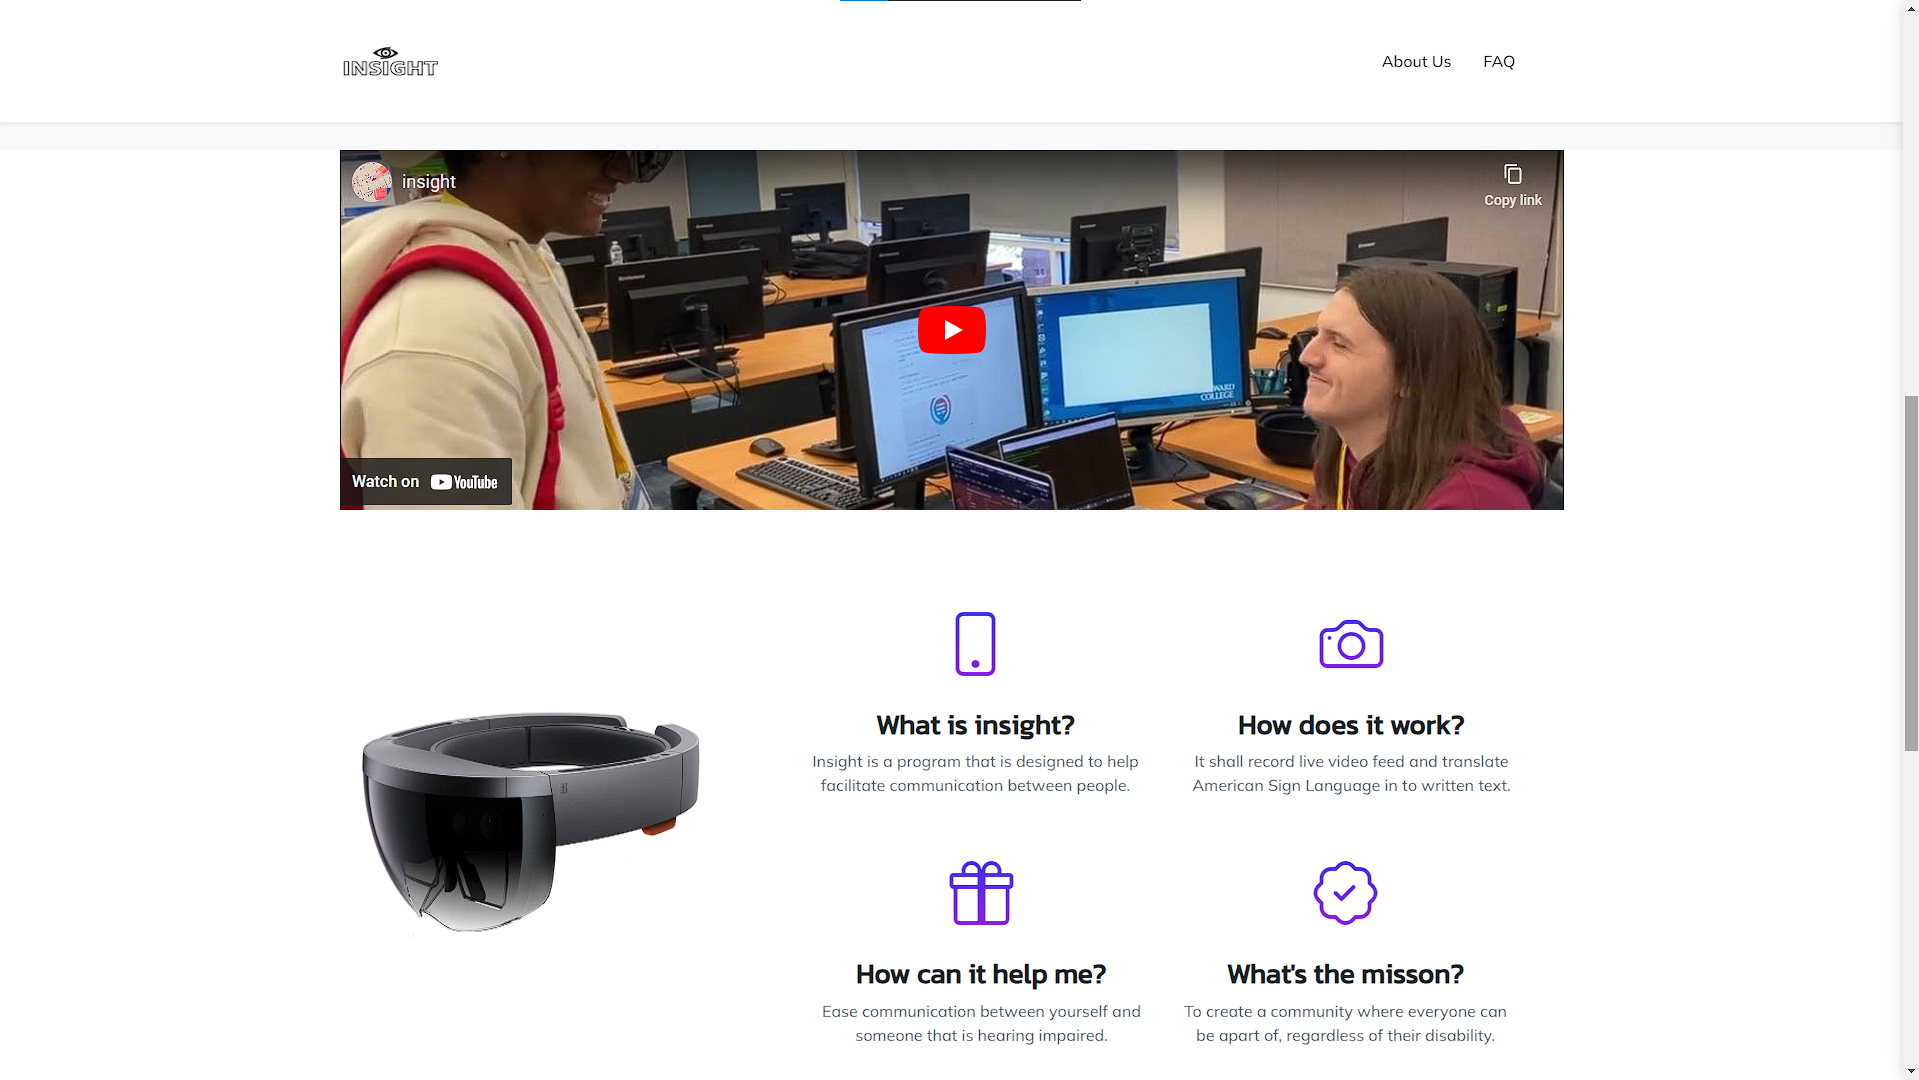 INSIGHT
About Us FAQ
insight
Copy link
Lenovo
WARD
COLLEGE
Watch on YouTube
What is insight?
Insight is a program that is designed to help
facilitate communication between people.
How does it work?
It shall record live video feed and translate
American Sign Language in to written text.
How can it help me?
Ease communication between yourself and
someone that is hearing impaired.
What's the misson?
To create a community where everyone can
be apart of, regardless of their disability.